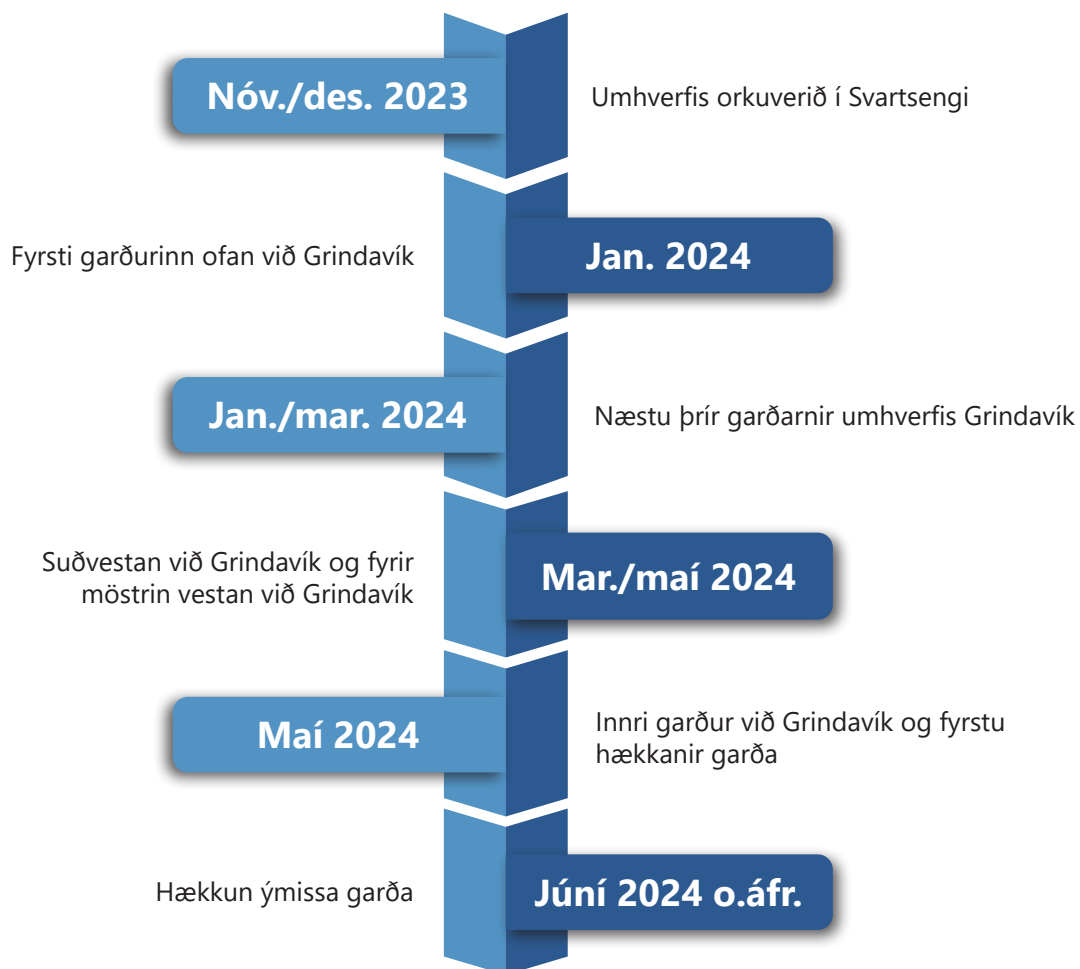 Nóv./des. 2023
Umhverfis orkuverið í Svartsengi
Fyrsti garðurinn ofan við Grindavík
Jan. 2024
Jan./mar. 2024
Næstu þrír garðarnir umhverfis Grindavík
Suðvestan við Grindavík og fyrir
möstrin vestan við Grindavík
Mar./maí 2024
Maí 2024
Innri garður við Grindavík og fyrstu
hækkanir garða
Hækkun ýmissa garða
Júní 2024 o.áfr.